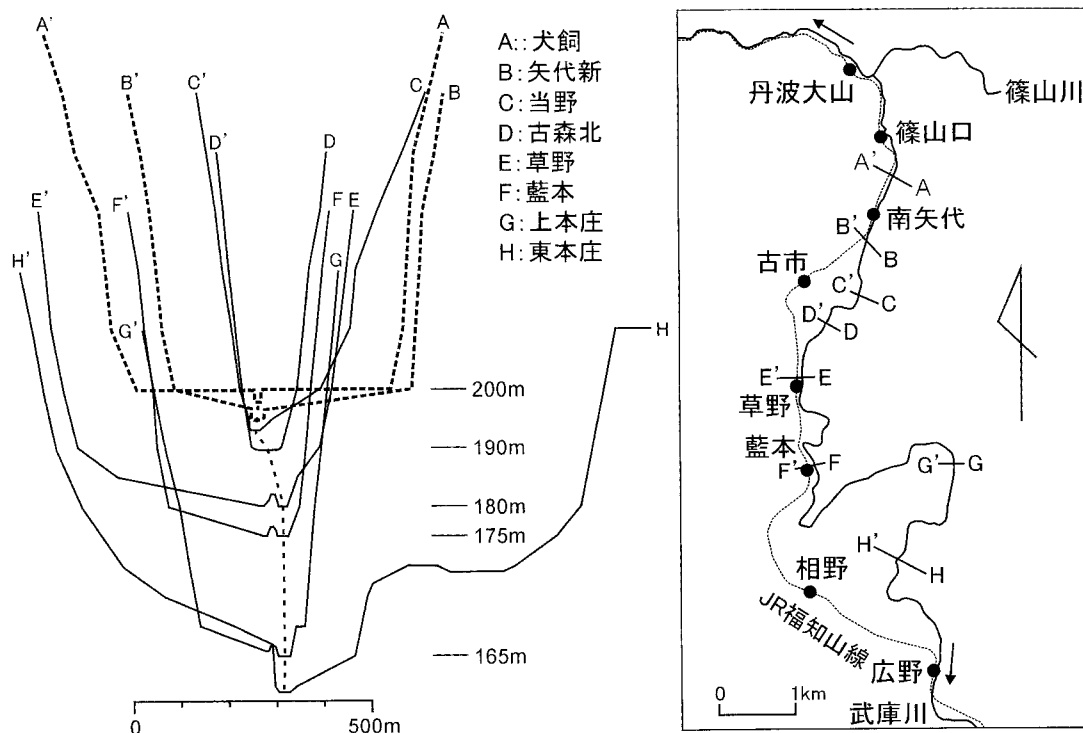 A'
A
B'
C'
C
B
D'
D
E'
F'
F
E
H'
G
G'
H
A::犬飼
B:矢代新
C:当野
D:古森北
E:草野
F:藍本
G:上本庄
H:東本庄
200m
190m
180m
175m
165m
0
500m
丹波大山
篠山川
篠山口
A'
A
南矢代
B'
B
古市
C'
C
D'
D
E'
E
草野
藍本
F'
F
G'
G
H'
H
相野
JR福知山線
広野
0
1km
武庫川